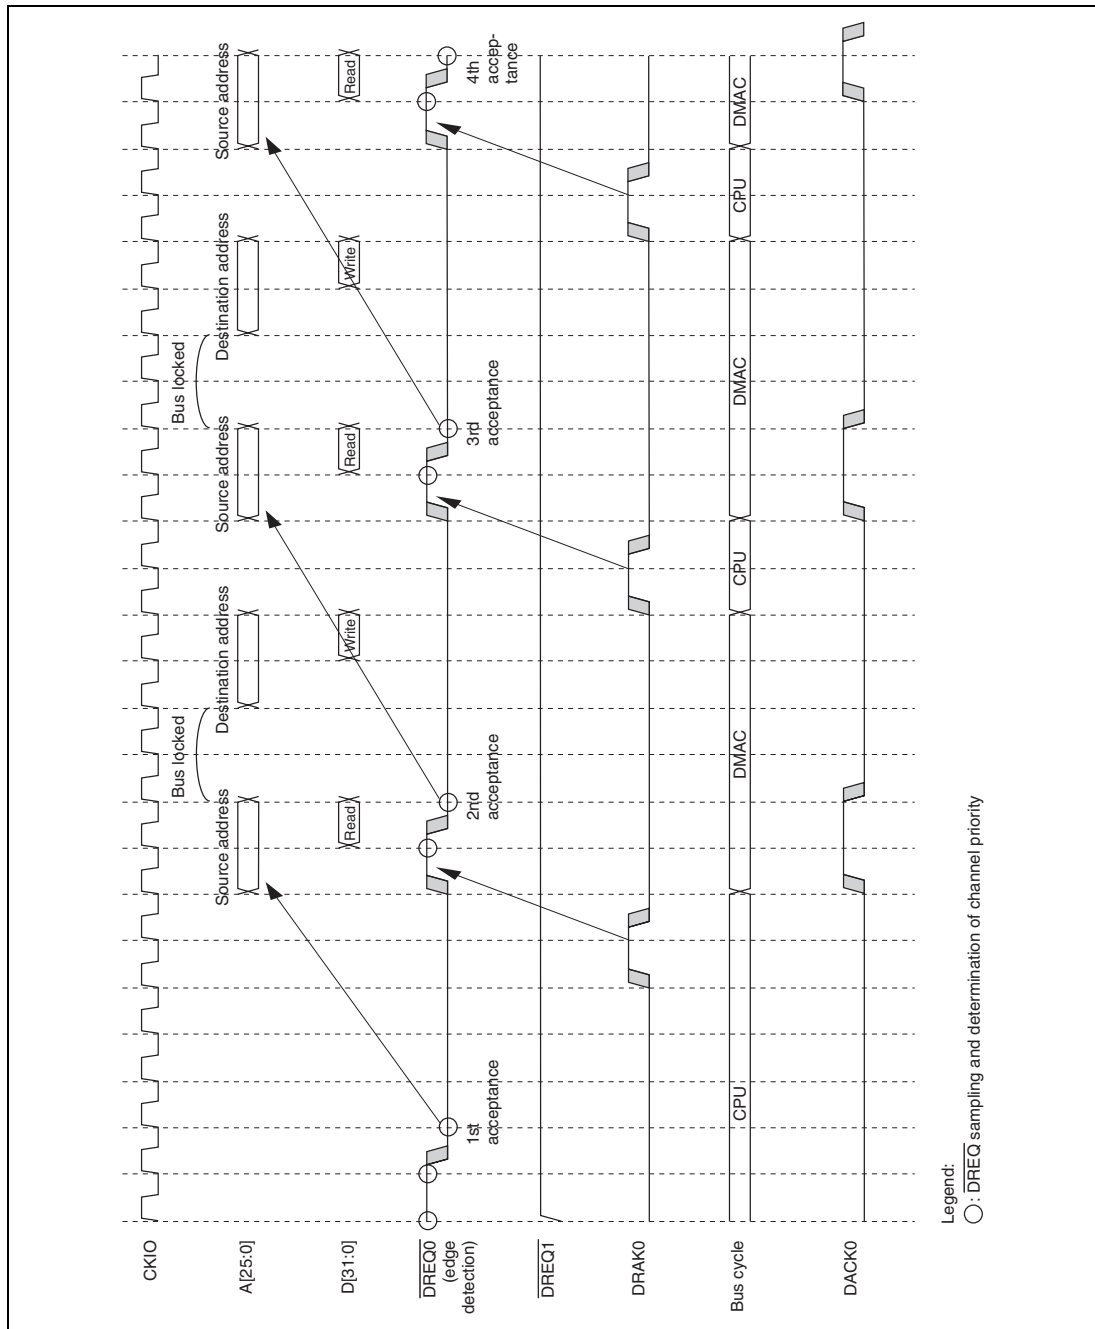 CKIO
Bus locked
Bus locked
A[25:0]
Source address
Destination address
Source address
Destination address
Source address
D[31:0]
Read
Write
Read
Write
Read
DREQ0
(edge
detection)
1st
acceptance
2nd
acceptance
3rd
acceptance
4th
accep-
tance
DREQ1
DRAK0
Bus cycle
CPU
DMAC
CPU
DMAC
CPU
DMAC
DACK0
Legend:
○: DREQ sampling and determination of channel priority